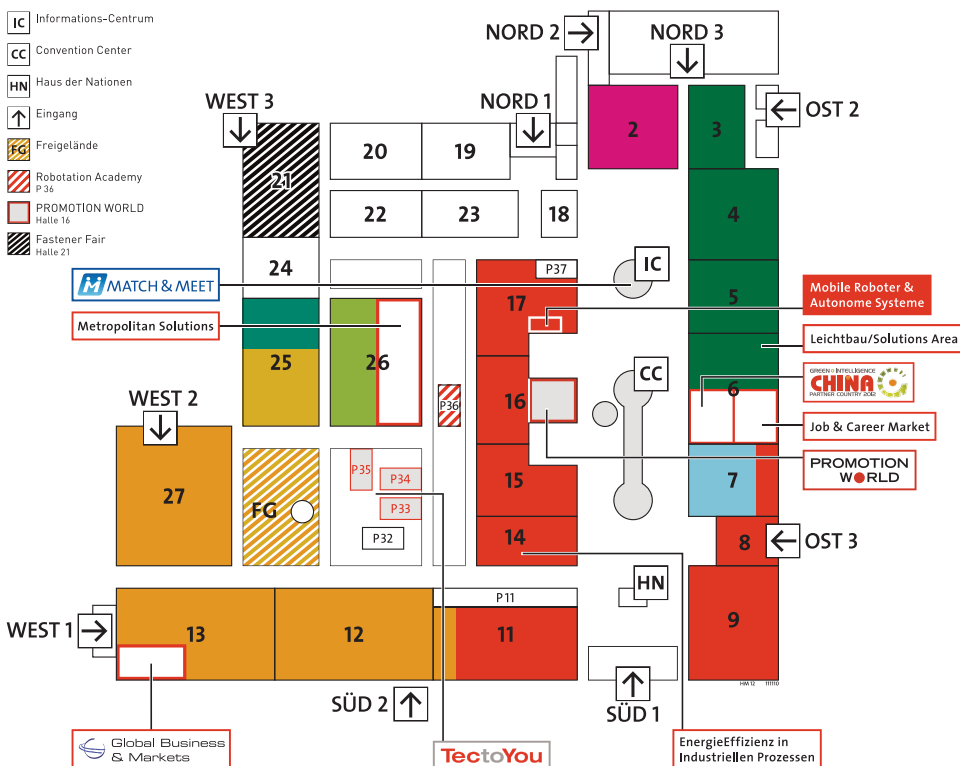 IC Informations-Centrum
CC Convention Center
HN Haus der Nationen
Eingang
FG Freigelände
Robotation Academy
P 36
PROMOTION WORLD
Halle 16
Fastener Fair
Halle 21
NORD 2
NORD 3
WEST 3
NORD 1
OST 2
2
3
20
19
21
22
23
18
4
24
IC
P37
MATCH & MEET
17
5
Mobile Roboter &
Autonome Systeme
Metropolitan Solutions
Leichtbau/Solutions Area
25
26
6
CC
GREEN INTELLIGENCE
CHINA
PARTNER COUNTRY 2012
WEST 2
P36
16
Job & Career Market
PROMOTION
WORLD
27
P35
P34
15
7
FG
P33
P32
14
8
OST 3
HN
P11
WEST 1
13
12
11
9
HM 12 111110
SÜD 2
SÜD 1
Global Business
& Markets
TectoYou
EnergieEffizienz in
Industriellen Prozessen